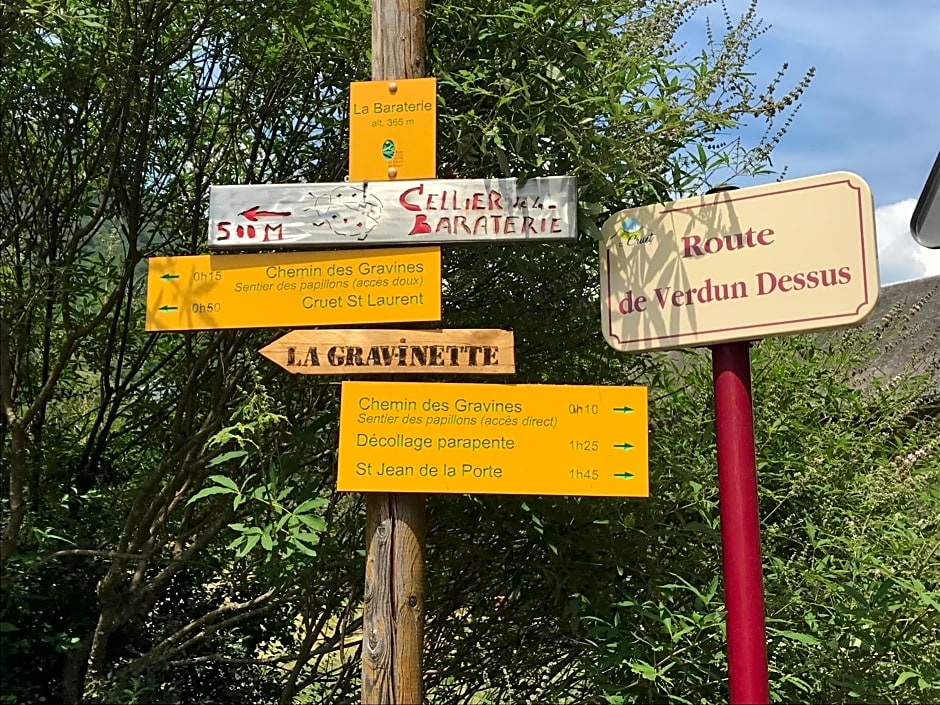 La Baraterie
alt. 365 m
CELLIER de la
BARATERIE
500M
0h15 Chemin des Gravines
Sentier des papillons (accès doux)
0h50 Cruet St Laurent
LA GRAVINETTE
Chemin des Gravines 0h10
Sentier des papillons (accès direct)
Décollage parapente 1h25
St Jean de la Porte 1h45
Cruet
Route
de Verdun Dessus